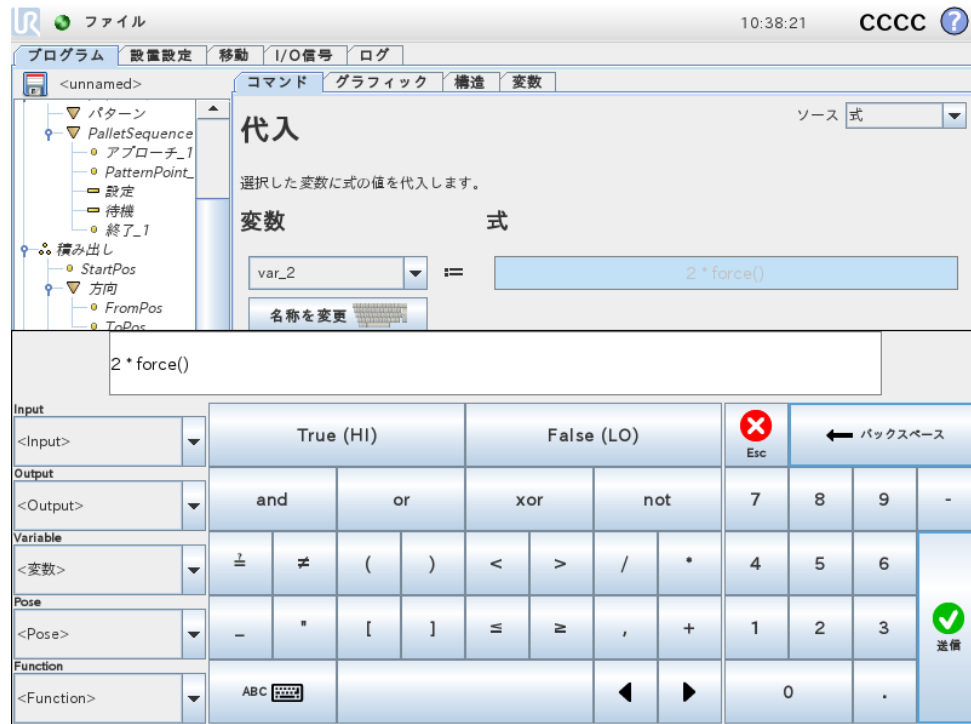 UR ファイル 10:38:21 CCCC ?
プログラム 設置設定 移動 I/O信号 ログ
<unnamed>
コマンド グラフィック 構造 変数
パターン
PalletSequence
アプローチ_1
PatternPoint_
設定
待機
終了_1
積み出し
StartPos
方向
FromPos
ToPos
代入
ソース 式
選択した変数に式の値を代入します。
変数 式
var_2 := 2 * force()
名称を変更
2 * force()
Input
<Input>
True (HI) False (LO) Esc バックスペース
Output
<Output>
and or xor not 7 8 9 -
Variable
<変数>
≟ ≠ ( ) < > / * 4 5 6
Pose
<Pose>
_ " [ ] ≤ ≥ , + 1 2 3 送信
Function
<Function>
ABC 0 .